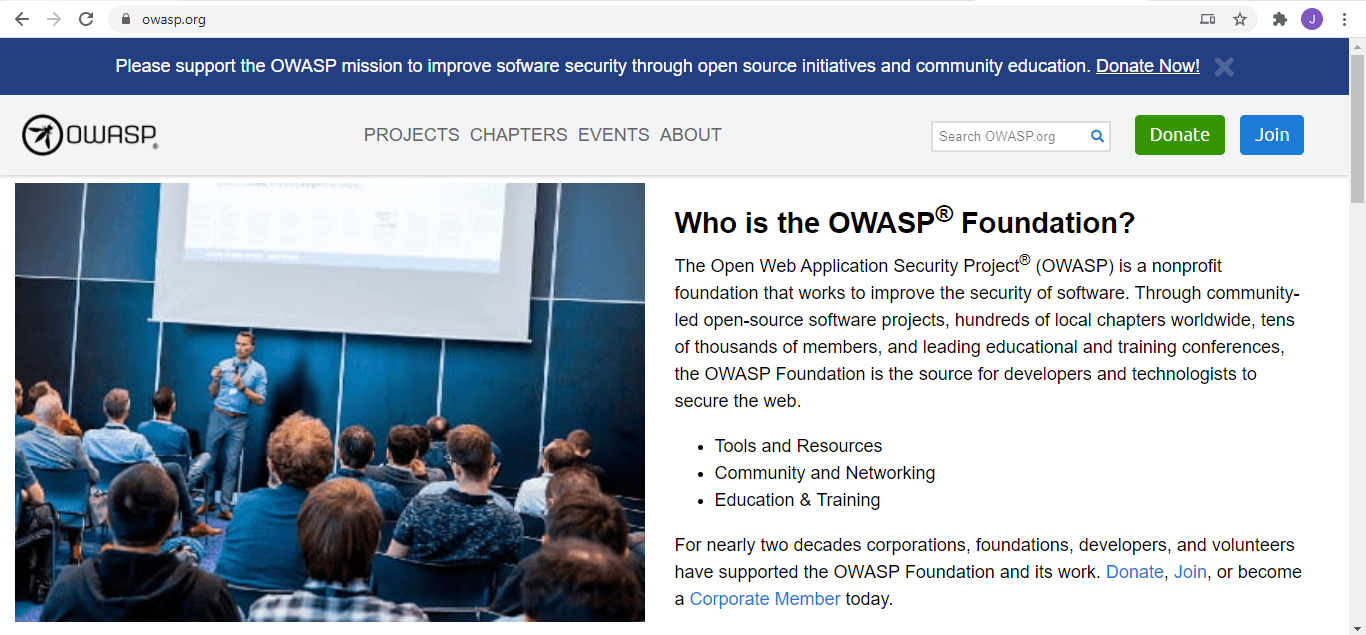 owasp.org
J
Please support the OWASP mission to improve sofware security through open source initiatives and community education. Donate Now!
OWASP®
PROJECTS CHAPTERS EVENTS ABOUT
Search OWASP.org
Donate
Join
Who is the OWASP® Foundation?
The Open Web Application Security Project® (OWASP) is a nonprofit
foundation that works to improve the security of software. Through community-
led open-source software projects, hundreds of local chapters worldwide, tens
of thousands of members, and leading educational and training conferences,
the OWASP Foundation is the source for developers and technologists to
secure the web.
• Tools and Resources
• Community and Networking
• Education & Training
For nearly two decades corporations, foundations, developers, and volunteers
have supported the OWASP Foundation and its work. Donate, Join, or become
a Corporate Member today.